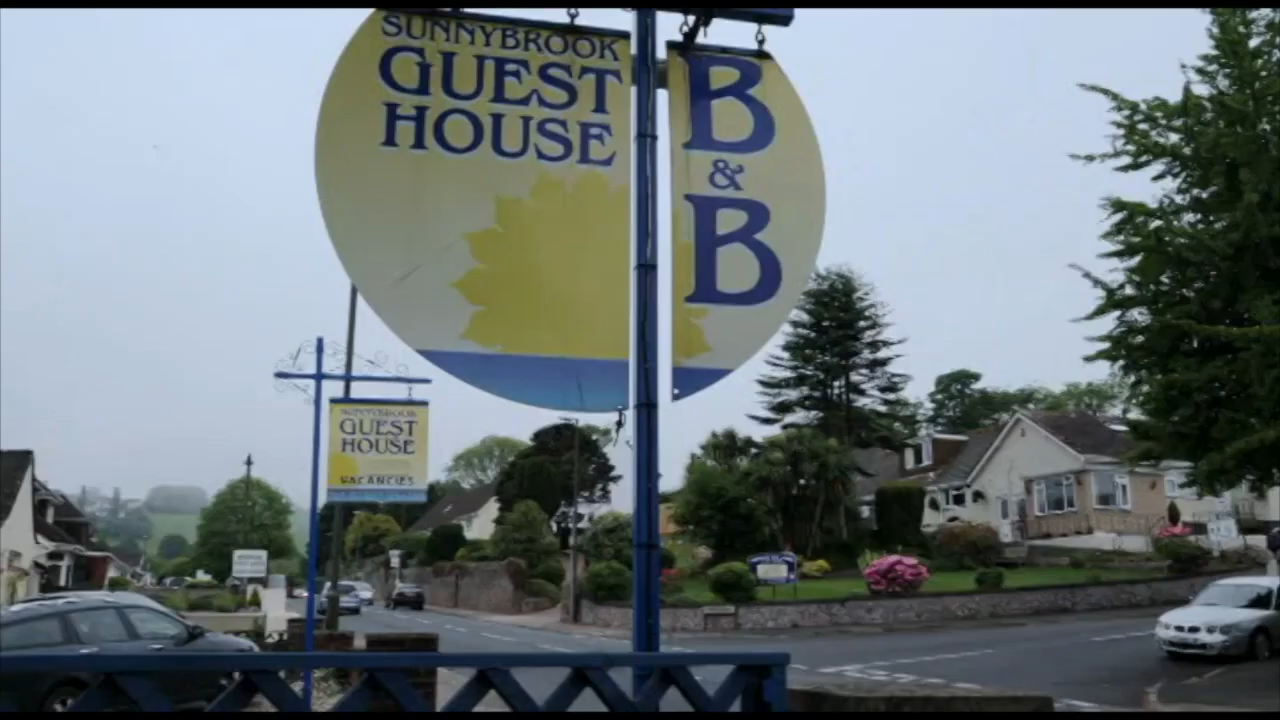 SUNNYBROOK
GUEST
HOUSE
B
&
B
SUNNYBROOK
GUEST
HOUSE
VACANCIES